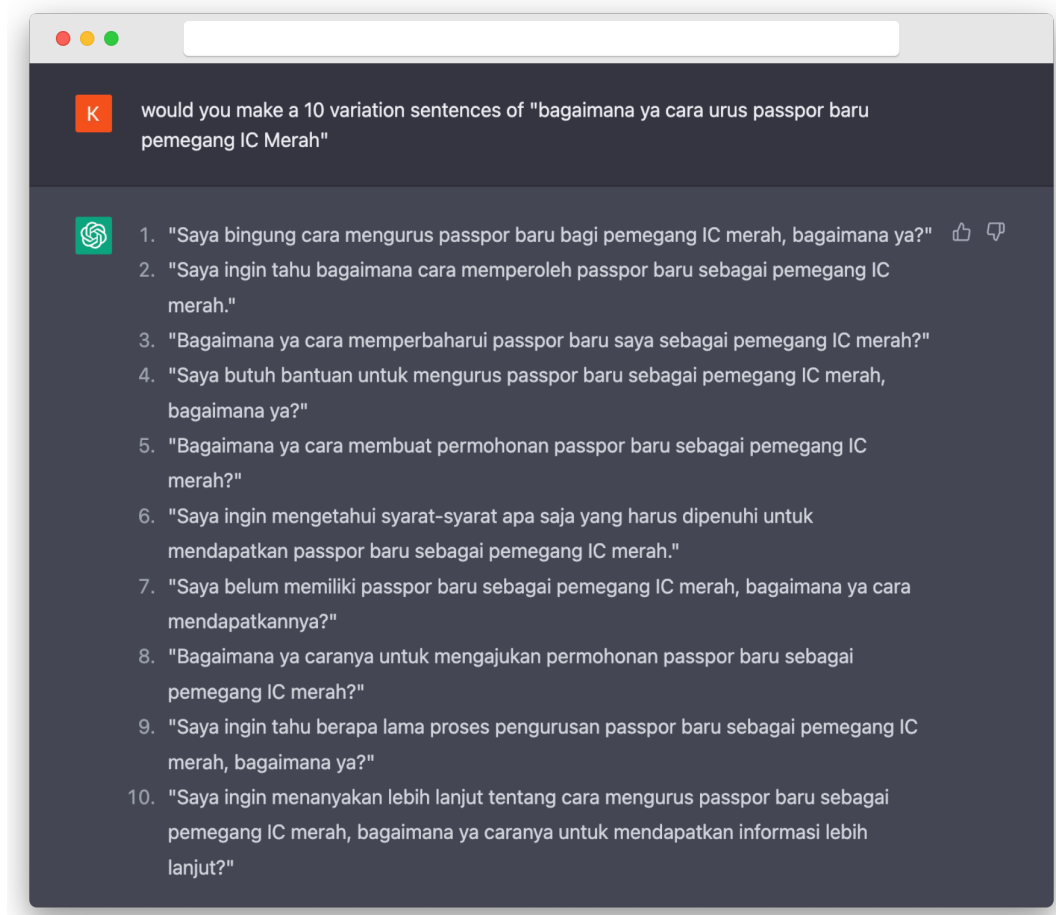 K
would you make a 10 variation sentences of "bagaimana ya cara urus passpor baru
pemegang IC Merah"
1. "Saya bingung cara mengurus passpor baru bagi pemegang IC merah, bagaimana ya?"
2. "Saya ingin tahu bagaimana cara memperoleh passpor baru sebagai pemegang IC
merah."
3. "Bagaimana ya cara memperbaharui passpor baru saya sebagai pemegang IC merah?"
4. "Saya butuh bantuan untuk mengurus passpor baru sebagai pemegang IC merah,
bagaimana ya?"
5. "Bagaimana ya cara membuat permohonan passpor baru sebagai pemegang IC
merah?"
6. "Saya ingin mengetahui syarat-syarat apa saja yang harus dipenuhi untuk
mendapatkan passpor baru sebagai pemegang IC merah."
7. "Saya belum memiliki passpor baru sebagai pemegang IC merah, bagaimana ya cara
mendapatkannya?"
8. "Bagaimana ya caranya untuk mengajukan permohonan passpor baru sebagai
pemegang IC merah?"
9. "Saya ingin tahu berapa lama proses pengurusan passpor baru sebagai pemegang IC
merah, bagaimana ya?"
10. "Saya ingin menanyakan lebih lanjut tentang cara mengurus passpor baru sebagai
pemegang IC merah, bagaimana ya caranya untuk mendapatkan informasi lebih
lanjut?"